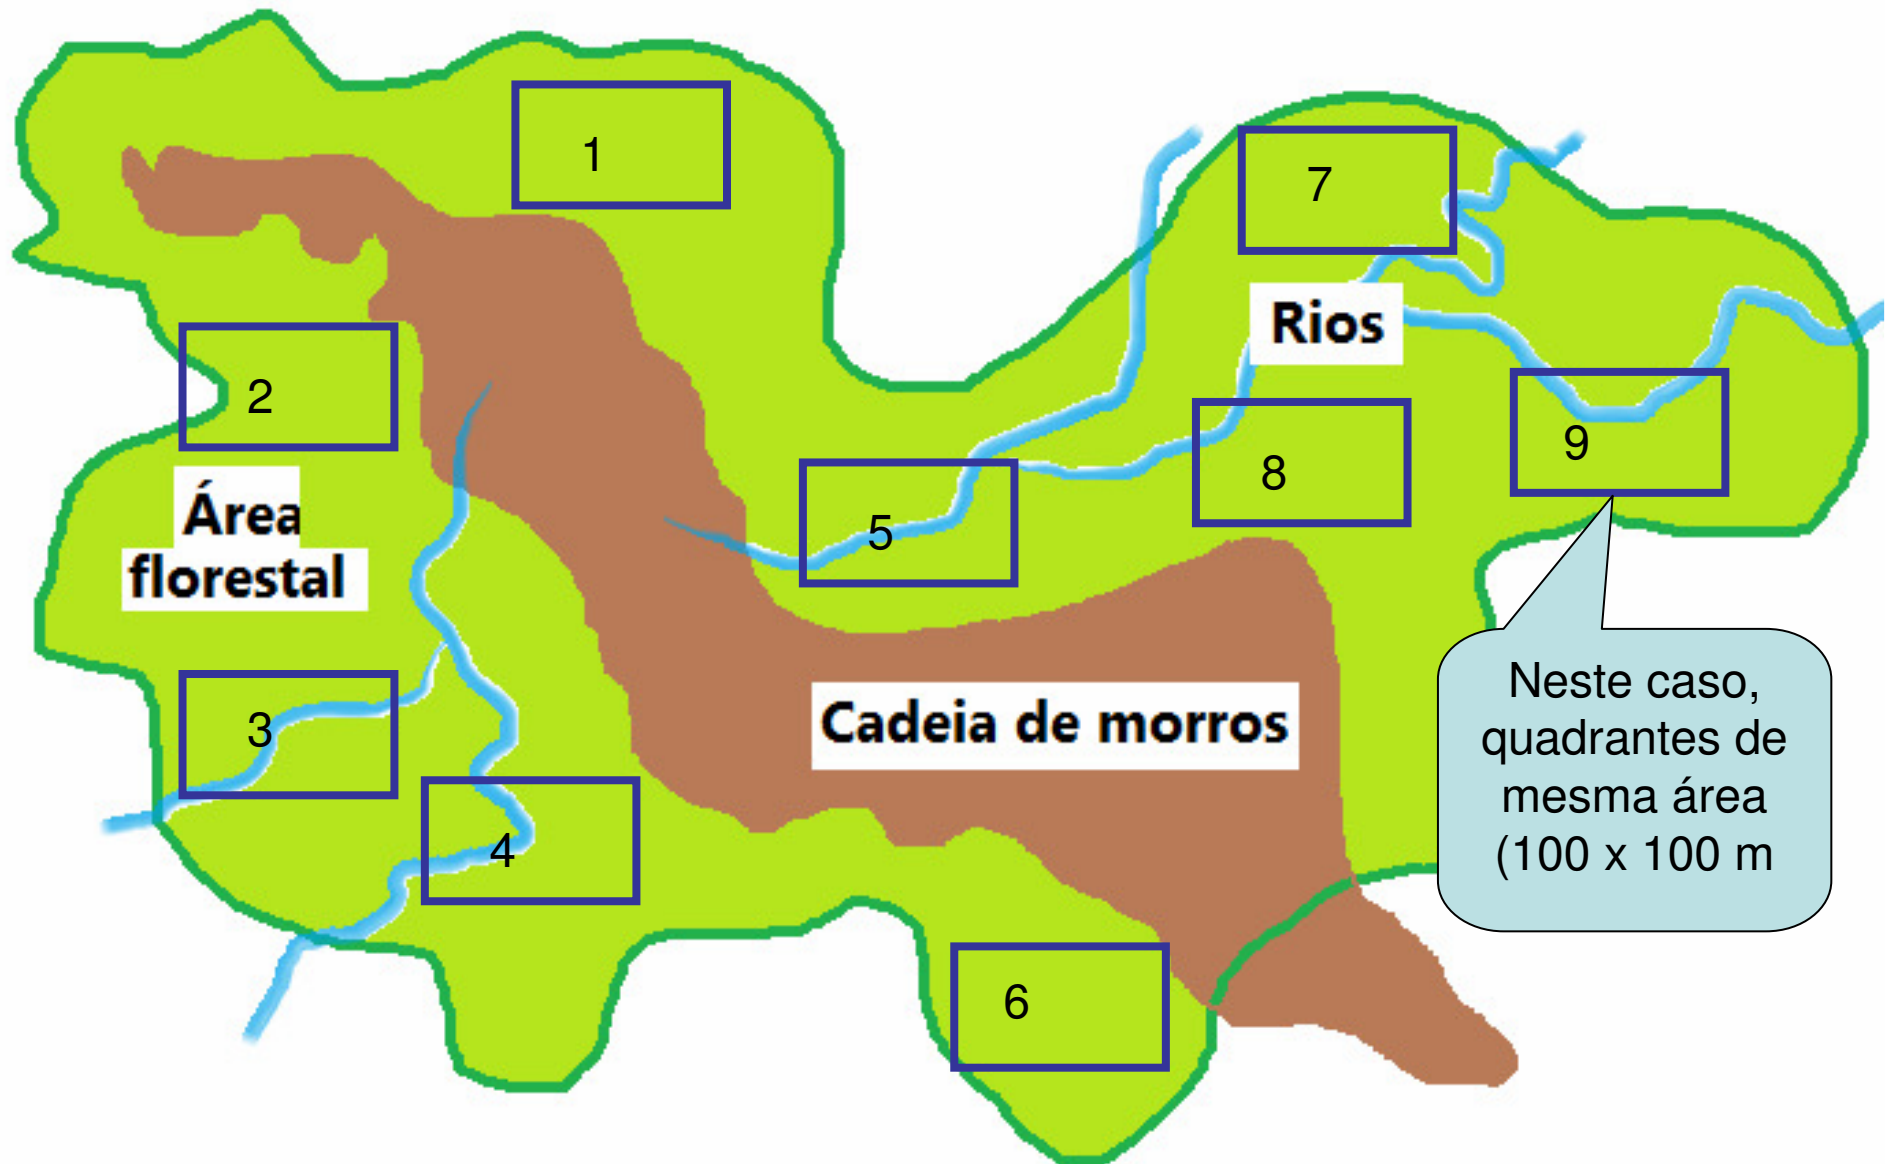 1
7
Rios
2
9
8
Área
florestal
5
Neste caso,
quadrantes de
mesma área
(100 x 100 m
3
Cadeia de morros
4
6